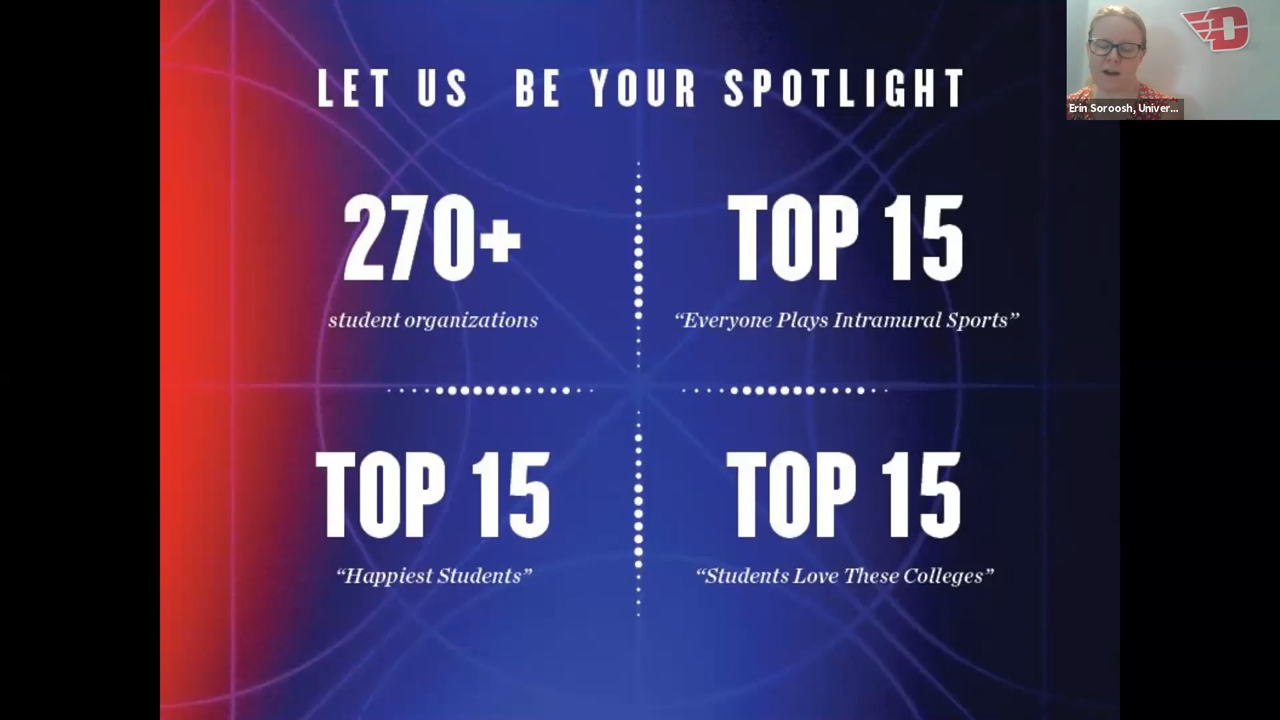 LET US BE YOUR SPOTLIGHT
270+
student organizations
TOP 15
“Everyone Plays Intramural Sports”
TOP 15
“Happiest Students”
TOP 15
“Students Love These Colleges”
D
Erin Soroosh, Univer...